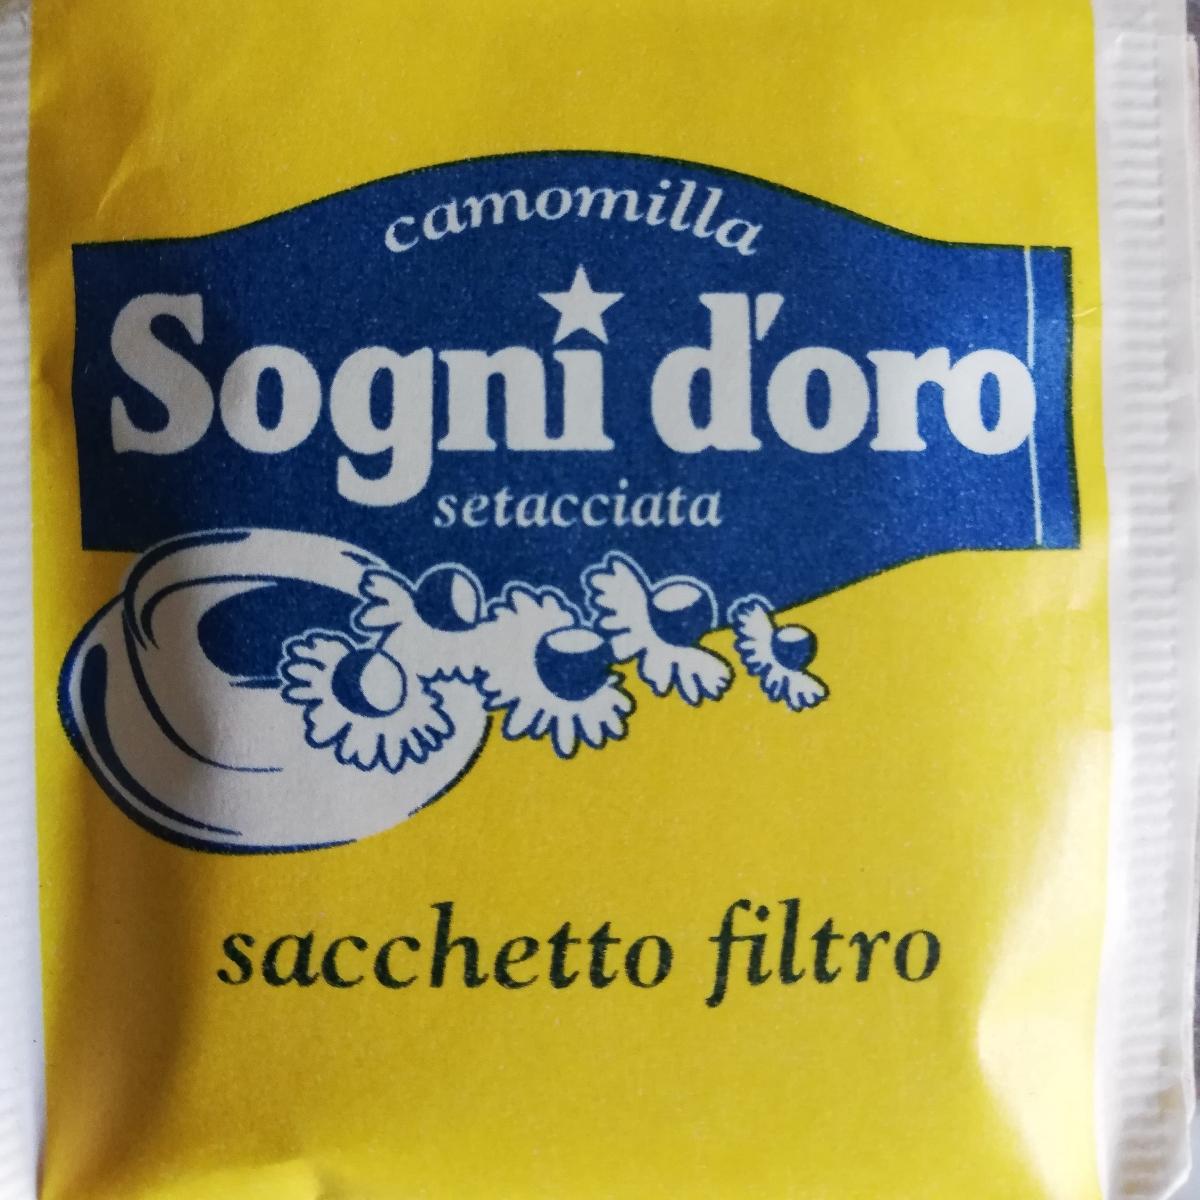 camomilla
Sogni d'oro
setacciata
sacchetto filtro